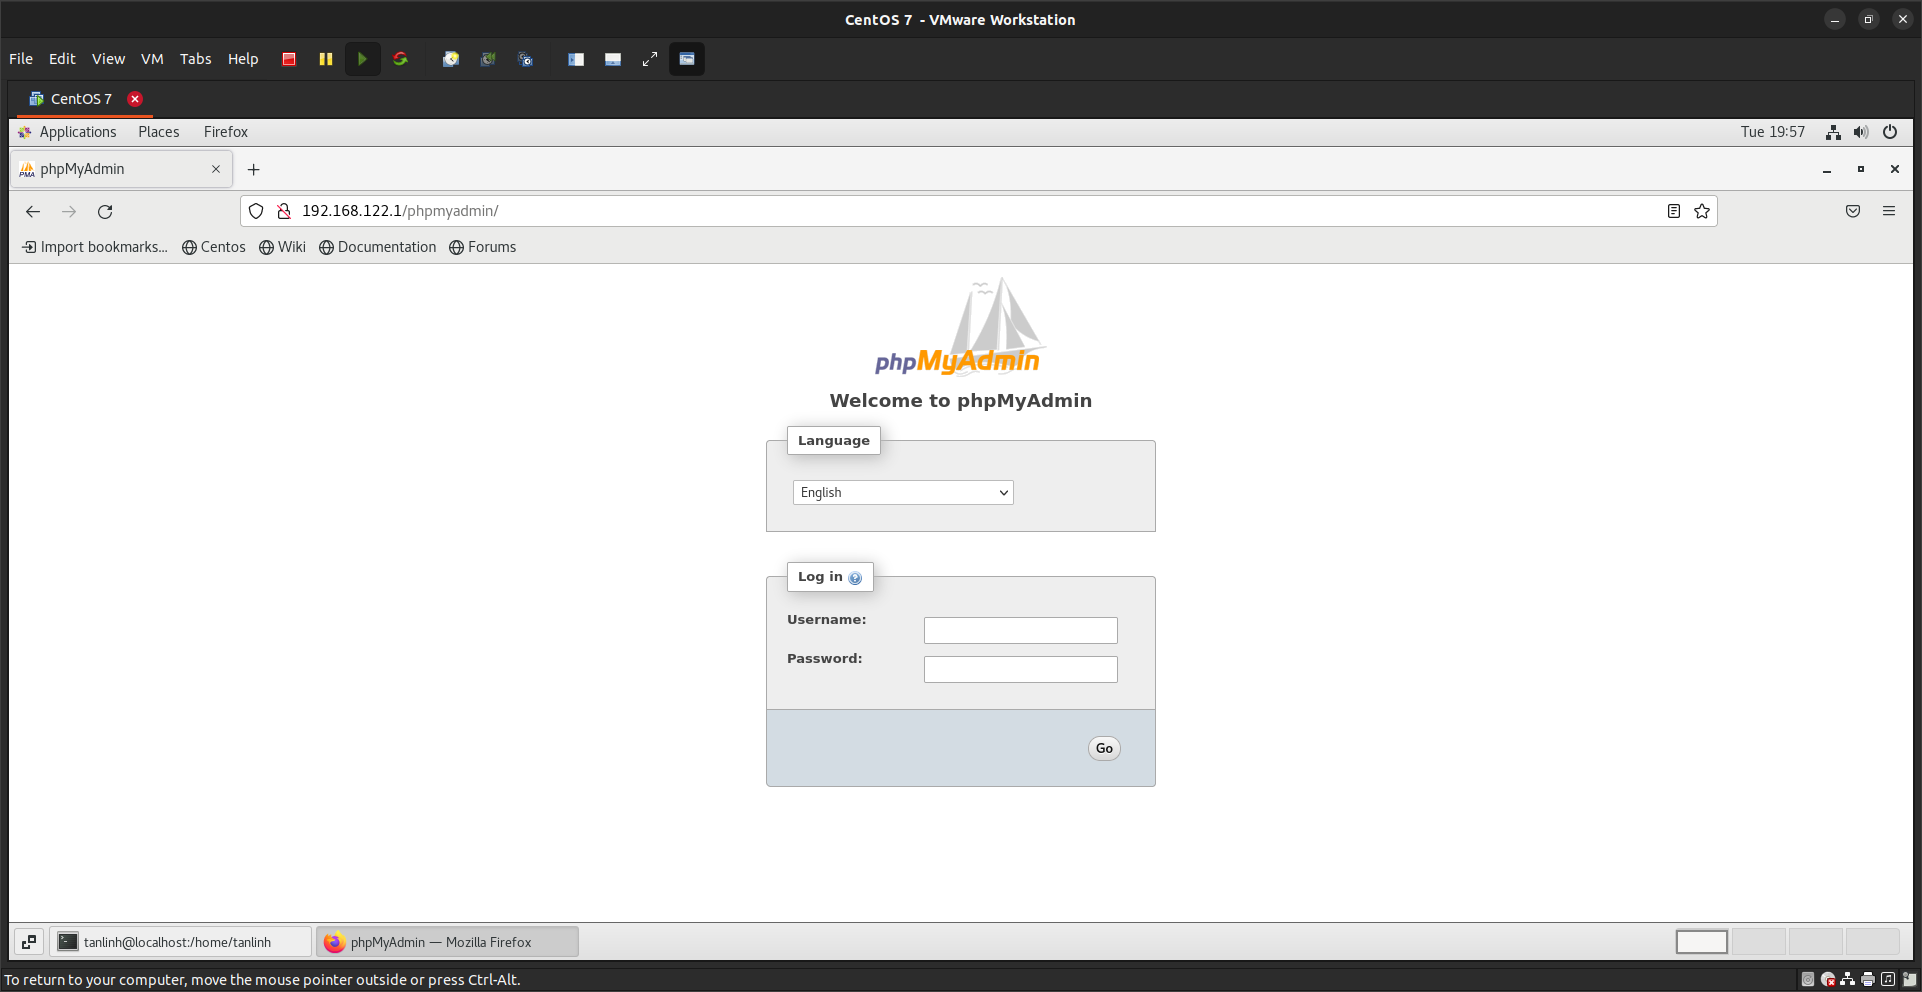 CentOS 7 - VMware Workstation
File Edit View VM Tabs Help
CentOS 7
Applications Places Firefox Tue 19:57
PMA phpMyAdmin
192.168.122.1/phpmyadmin/
Import bookmarks... Centos Wiki Documentation Forums
phpMyAdmin
Welcome to phpMyAdmin
Language
English
Log in
Username:
Password:
Go
tanlinh@localhost:/home/tanlinh phpMyAdmin — Mozilla Firefox
To return to your computer, move the mouse pointer outside or press Ctrl-Alt.